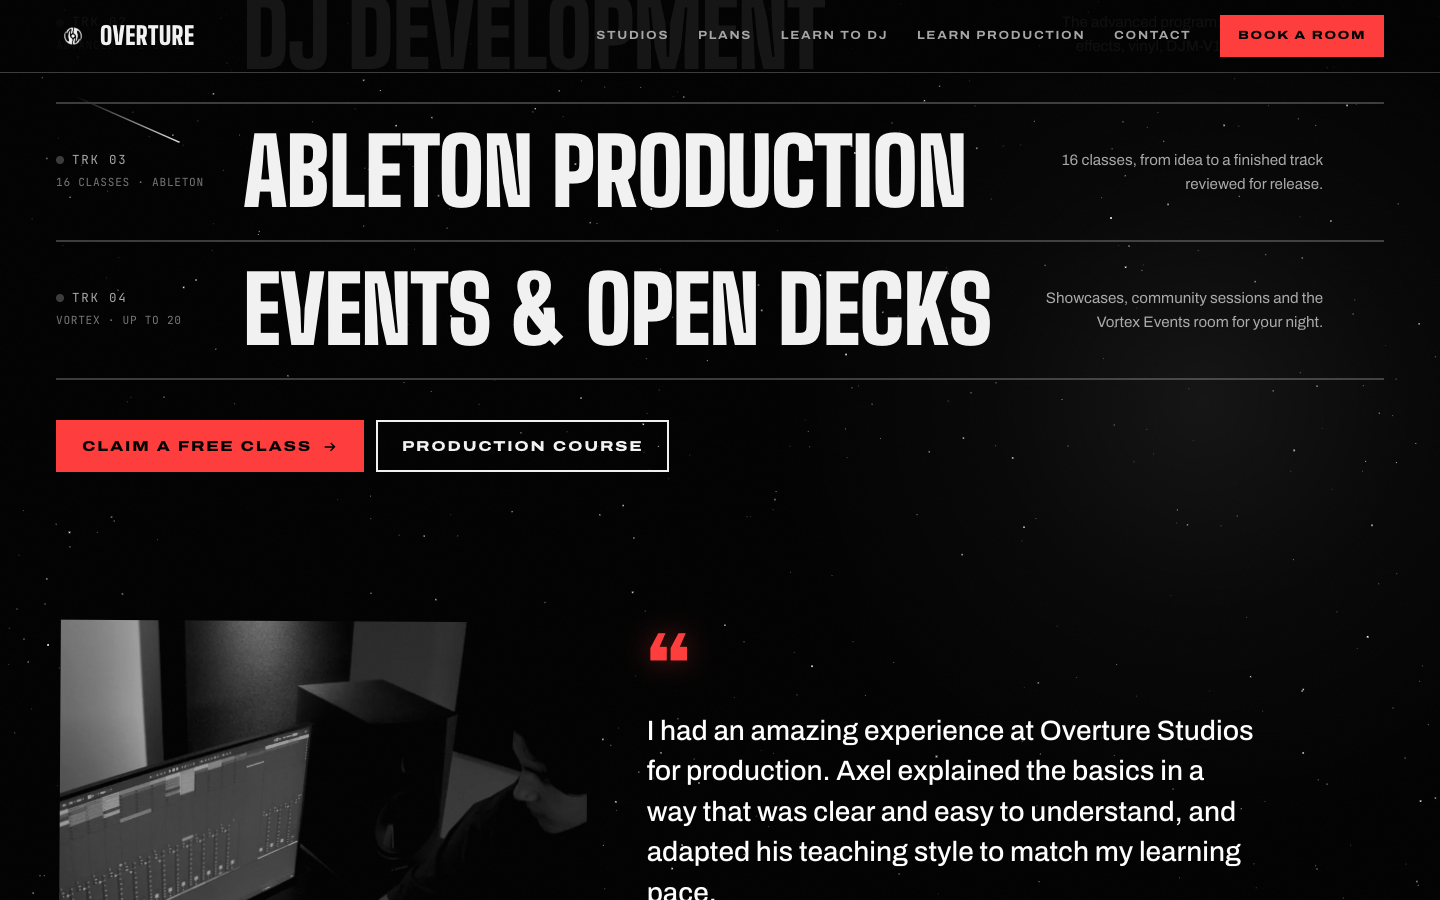 DJ DEVELOPMENT
The advanced program
effects, vinyl, DJM-V1
OVERTURE
STUDIOS
PLANS
LEARN TO DJ
LEARN PRODUCTION
CONTACT
BOOK A ROOM
TRK 03
16 CLASSES · ABLETON
ABLETON PRODUCTION
16 classes, from idea to a finished track
reviewed for release.
TRK 04
VORTEX · UP TO 20
EVENTS & OPEN DECKS
Showcases, community sessions and the
Vortex Events room for your night.
CLAIM A FREE CLASS →
PRODUCTION COURSE
“
I had an amazing experience at Overture Studios
for production. Axel explained the basics in a
way that was clear and easy to understand, and
adapted his teaching style to match my learning
pace.